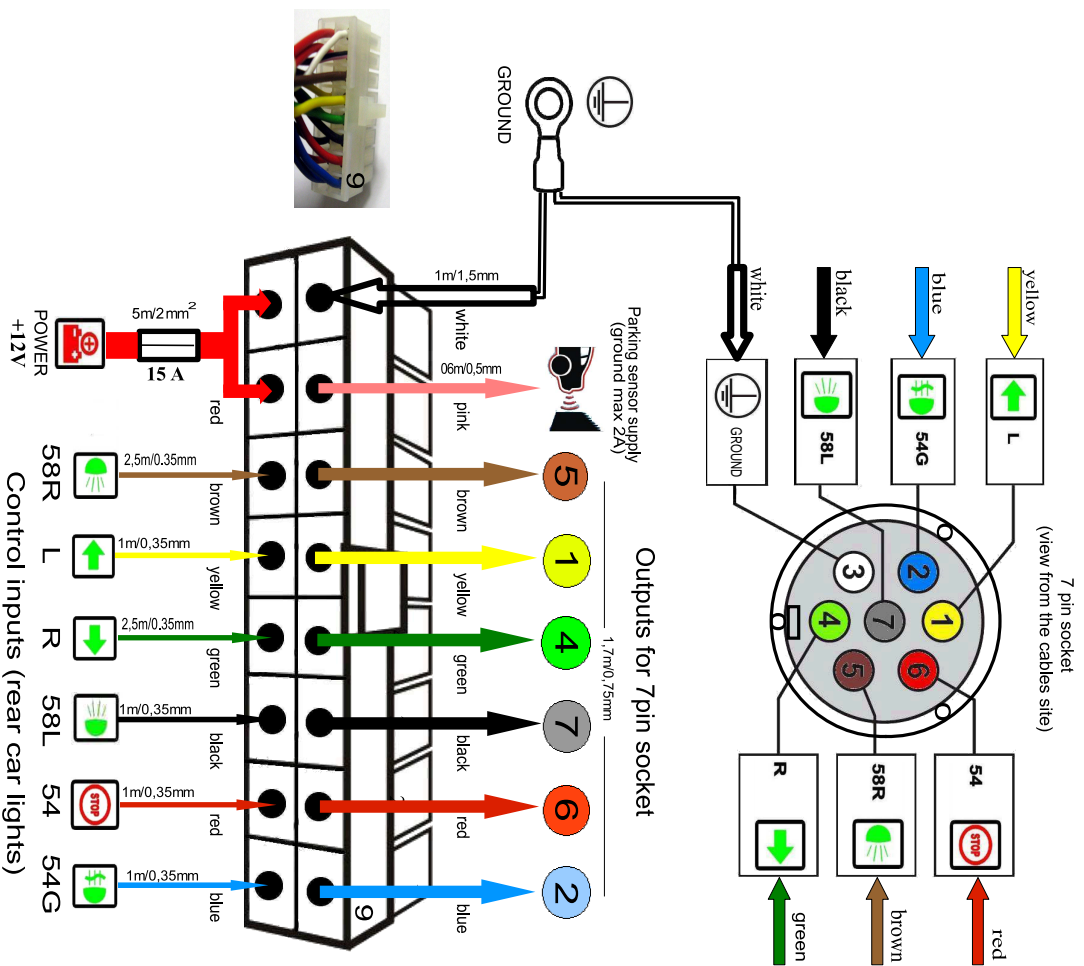 7 pin socket
(view from the cables site)
yellow
L
blue
54G
black
58L
white
GROUND
1
2
3
7
4
6
5
54
red
58R
brown
R
green
GROUND
Outputs for 7pin socket
1,7m/0,75mm
Parking sensor supply
(ground max 2A)
5
1
4
7
6
2
1m/1,5mm
white
06m/0,5mm
pink
brown
yellow
green
black
red
blue
9
9
5m/2mm²
15 A
red
2,5m/0.35mm
brown
1m/0,35mm
yellow
2,5m/0.35mm
green
1m/0,35mm
black
1m/0,35mm
red
1m/0,35mm
blue
POWER
+12V
58R
L
R
58L
54
STOP
54G
STOP
Control inputs (rear car lights)